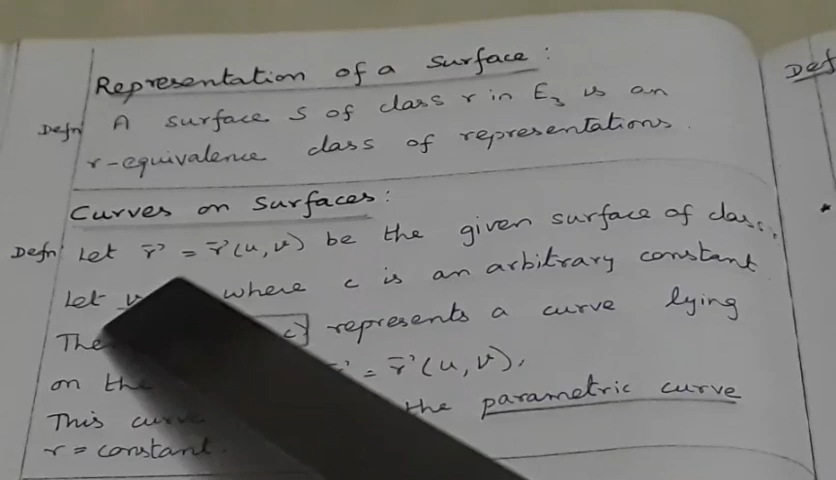 Representation of a surface:
Defn A surface S of class r in E3 is an
r-equivalence class of representations.
Curves on surfaces:
Defn: Let r̄ = r̄(u, v) be the given surface of class,
Let where c is an arbitrary constant
The c) represents a curve lying
on the = r̄(u, v).
This curve the parametric curve
v = constant.
Def